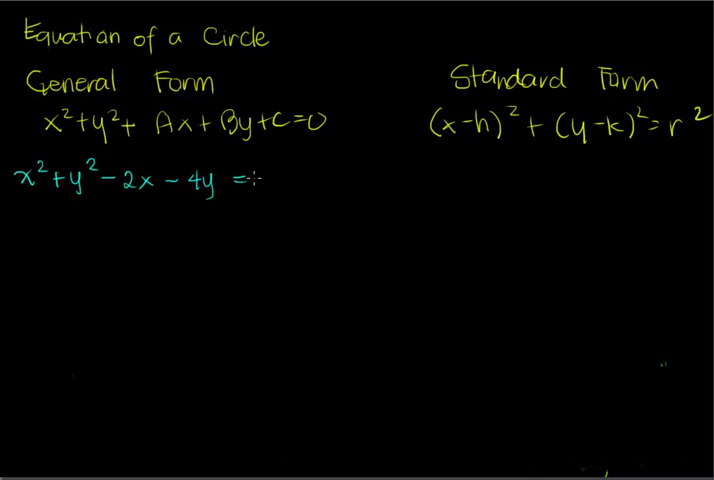 Equation of a Circle
General Form
x²+y²+ Ax+By+C=0
Standard Form
(x-h)²+(y-k)²=r²
x²+y²-2x-4y =